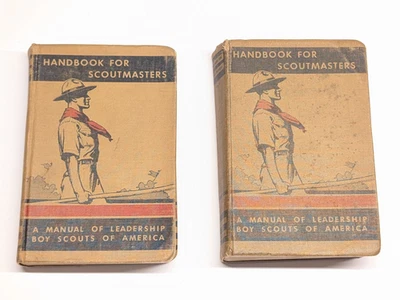 HANDBOOK FOR
SCOUTMASTERS
A MANUAL OF LEADERSHIP
BOY SCOUTS OF AMERICA
HANDBOOK FOR
SCOUTMASTERS
A MANUAL OF LEADERSHIP
BOY SCOUTS OF AMERICA